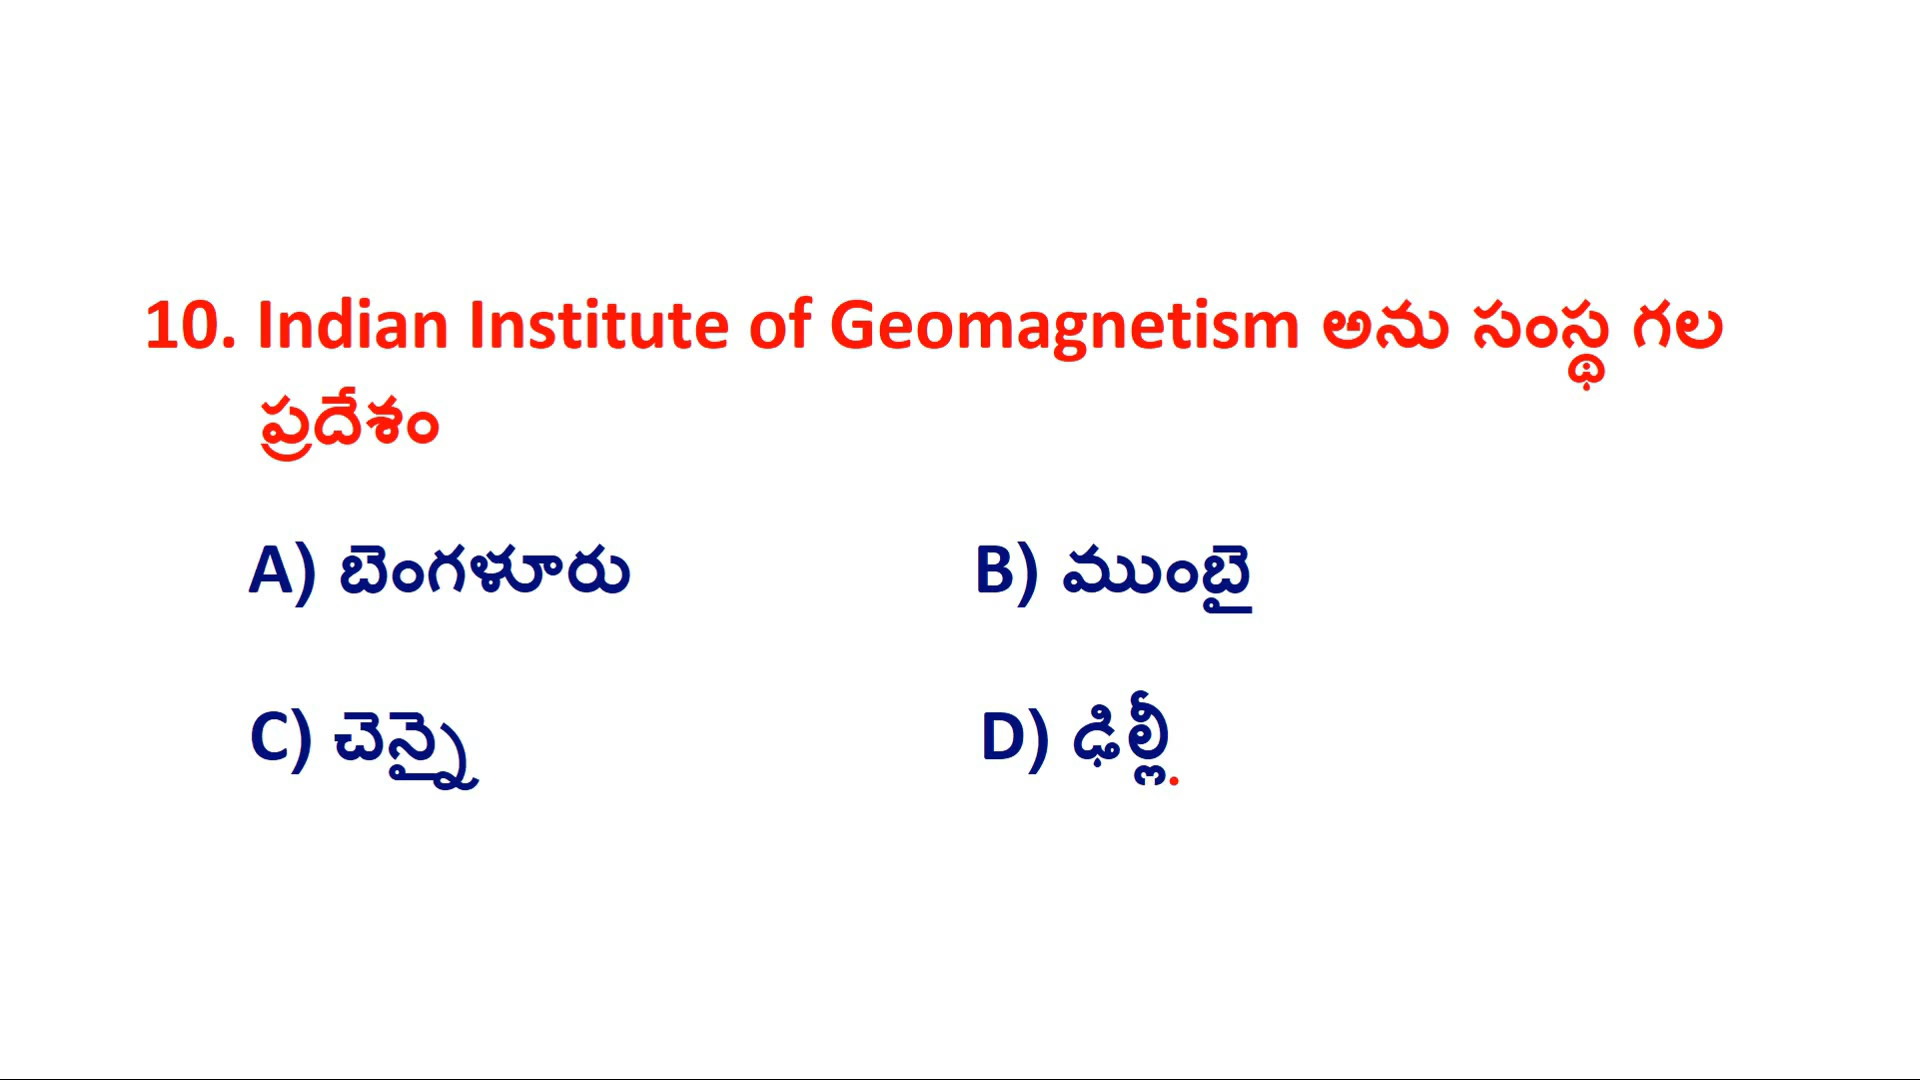 10. Indian Institute of Geomagnetism అను సంస్థ గల
ప్రదేశం
A) బెంగళూరు B) ముంబై
C) చెన్నై D) ఢిల్లీ.